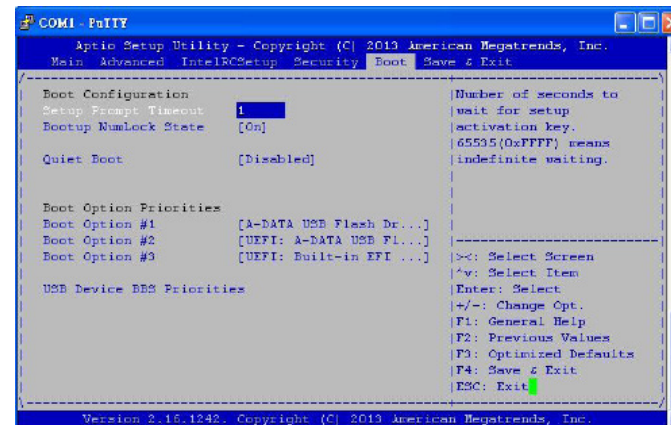 COM1 - PuTTY
Aptio Setup Utility - Copyright (C) 2013 American Megatrends, Inc.
Main Advanced IntelRCSetup Security Boot Save & Exit
Boot Configuration
Setup Prompt Timeout 1
Bootup NumLock State [On]
Quiet Boot [Disabled]
Boot Option Priorities
Boot Option #1 [A-DATA USB Flash Dr...]
Boot Option #2 [UEFI: A-DATA USB Fl...]
Boot Option #3 [UEFI: Built-in EFI ...]
USB Device BBS Priorities
Number of seconds to
wait for setup
activation key.
65535(0xFFFF) means
indefinite waiting.
><: Select Screen
^v: Select Item
Enter: Select
+/-: Change Opt.
F1: General Help
F2: Previous Values
F3: Optimized Defaults
F4: Save & Exit
ESC: Exit
Version 2.16.1242. Copyright (C) 2013 American Megatrends, Inc.